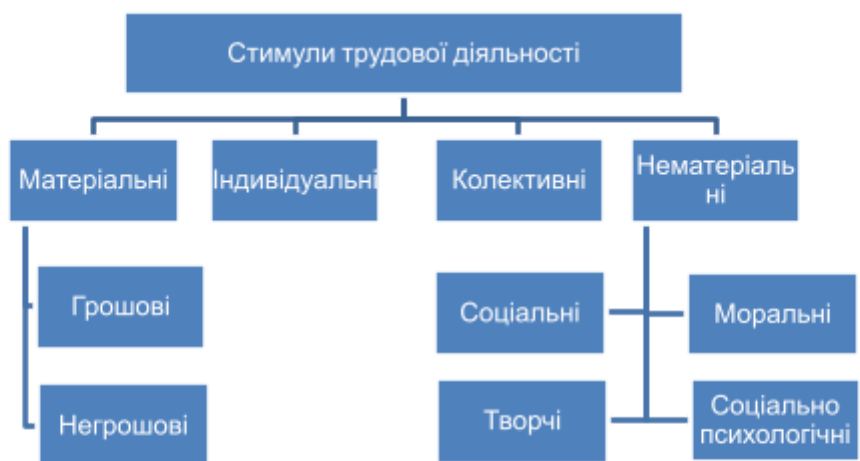 Стимули трудової діяльності
Матеріальні
Індивідуальні
Колективні
Нематеріаль
ні
Грошові
Соціальні
Моральні
Негрошові
Творчі
Соціально
психологічні